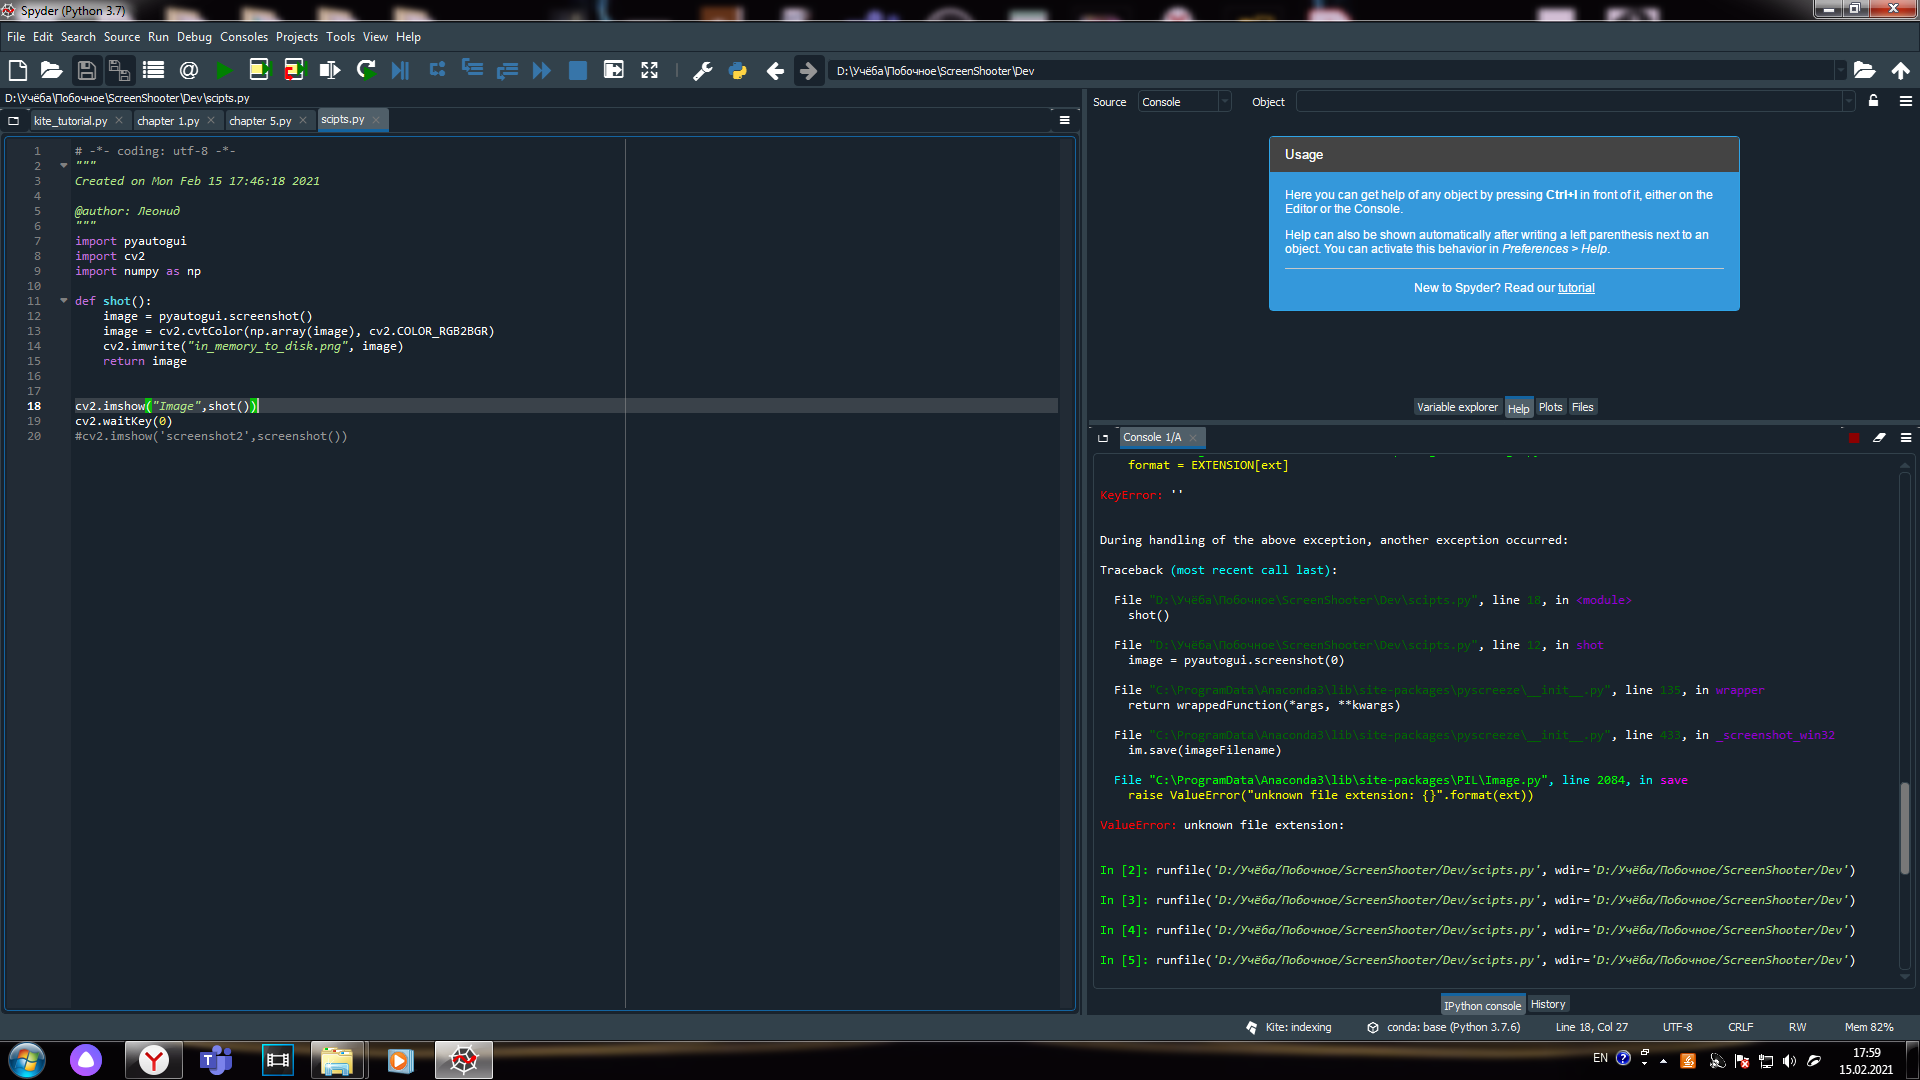 Spyder (Python 3.7)
File Edit Search Source Run Debug Consoles Projects Tools View Help
D:\Учёба\Побочное\ScreenShooter\Dev
D:\Учёба\Побочное\ScreenShooter\Dev\scipts.py
kite_tutorial.py chapter 1.py chapter 5.py scipts.py
1 # -*- coding: utf-8 -*-
2 """
3 Created on Mon Feb 15 17:46:18 2021
4
5 @author: Леонид
6 """
7 import pyautogui
8 import cv2
9 import numpy as np
10
11 def shot():
12 image = pyautogui.screenshot()
13 image = cv2.cvtColor(np.array(image), cv2.COLOR_RGB2BGR)
14 cv2.imwrite("in_memory_to_disk.png", image)
15 return image
16
17
18 cv2.imshow("Image",shot())
19 cv2.waitKey(0)
20 #cv2.imshow('screenshot2',screenshot())
Source Console Object
Usage
Here you can get help of any object by pressing Ctrl+I in front of it, either on the
Editor or the Console.
Help can also be shown automatically after writing a left parenthesis next to an
object. You can activate this behavior in Preferences > Help.
New to Spyder? Read our tutorial
Variable explorer Help Plots Files
Console 1/A
format = EXTENSION[ext]
KeyError: ''
During handling of the above exception, another exception occurred:
Traceback (most recent call last):
File "D:\Учёба\Побочное\ScreenShooter\Dev\scipts.py", line 18, in <module>
shot()
File "D:\Учёба\Побочное\ScreenShooter\Dev\scipts.py", line 12, in shot
image = pyautogui.screenshot(0)
File "C:\ProgramData\Anaconda3\lib\site-packages\pyscreeze\__init__.py", line 135, in wrapper
return wrappedFunction(*args, **kwargs)
File "C:\ProgramData\Anaconda3\lib\site-packages\pyscreeze\__init__.py", line 433, in _screenshot_win32
im.save(imageFilename)
File "C:\ProgramData\Anaconda3\lib\site-packages\PIL\Image.py", line 2084, in save
raise ValueError("unknown file extension: {}".format(ext))
ValueError: unknown file extension:
In [2]: runfile('D:/Учёба/Побочное/ScreenShooter/Dev/scipts.py', wdir='D:/Учёба/Побочное/ScreenShooter/Dev')
In [3]: runfile('D:/Учёба/Побочное/ScreenShooter/Dev/scipts.py', wdir='D:/Учёба/Побочное/ScreenShooter/Dev')
In [4]: runfile('D:/Учёба/Побочное/ScreenShooter/Dev/scipts.py', wdir='D:/Учёба/Побочное/ScreenShooter/Dev')
In [5]: runfile('D:/Учёба/Побочное/ScreenShooter/Dev/scipts.py', wdir='D:/Учёба/Побочное/ScreenShooter/Dev')
IPython console History
Kite: indexing conda: base (Python 3.7.6) Line 18, Col 27 UTF-8 CRLF RW Mem 82%
EN 17:59
15.02.2021